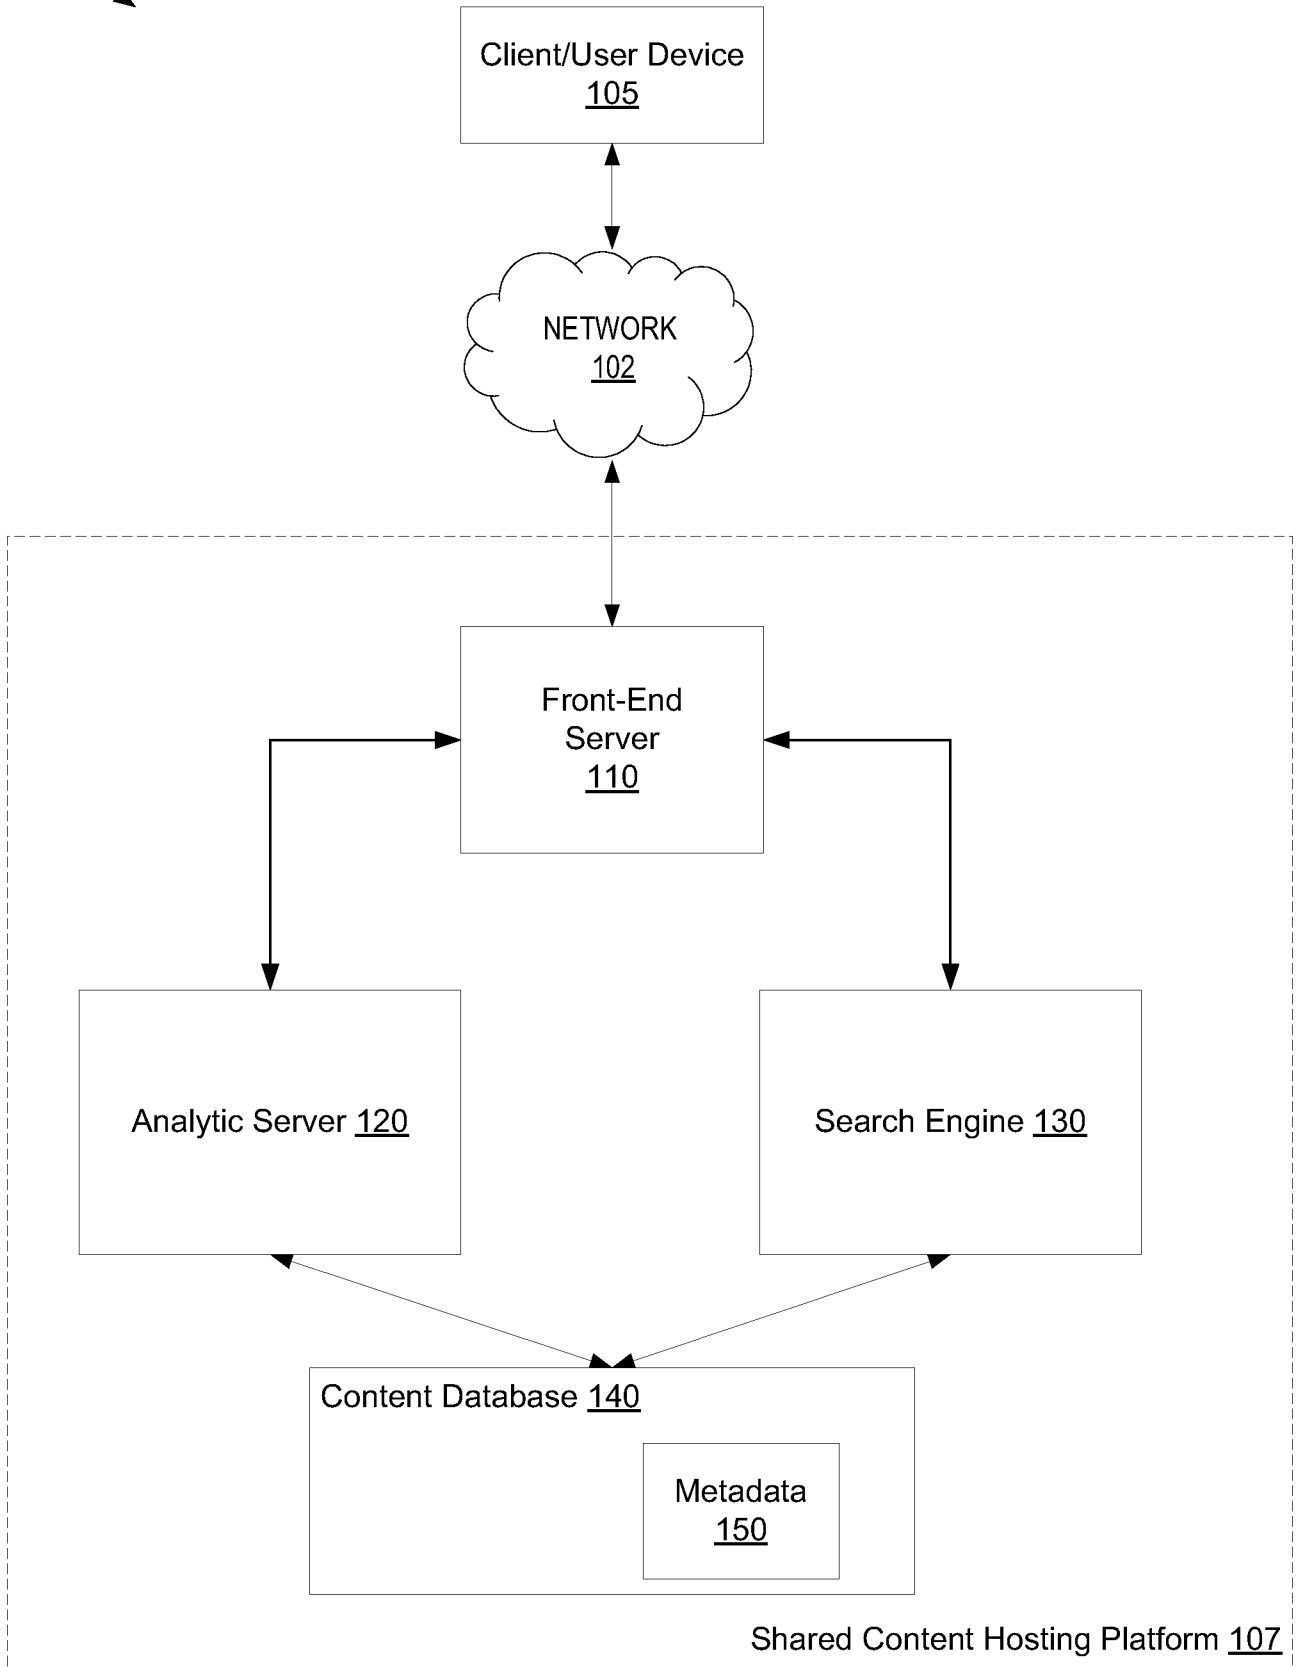 Client/User Device
105
NETWORK
102
Front-End
Server
110
Analytic Server 120
Search Engine 130
Content Database 140
Metadata
150
Shared Content Hosting Platform 107